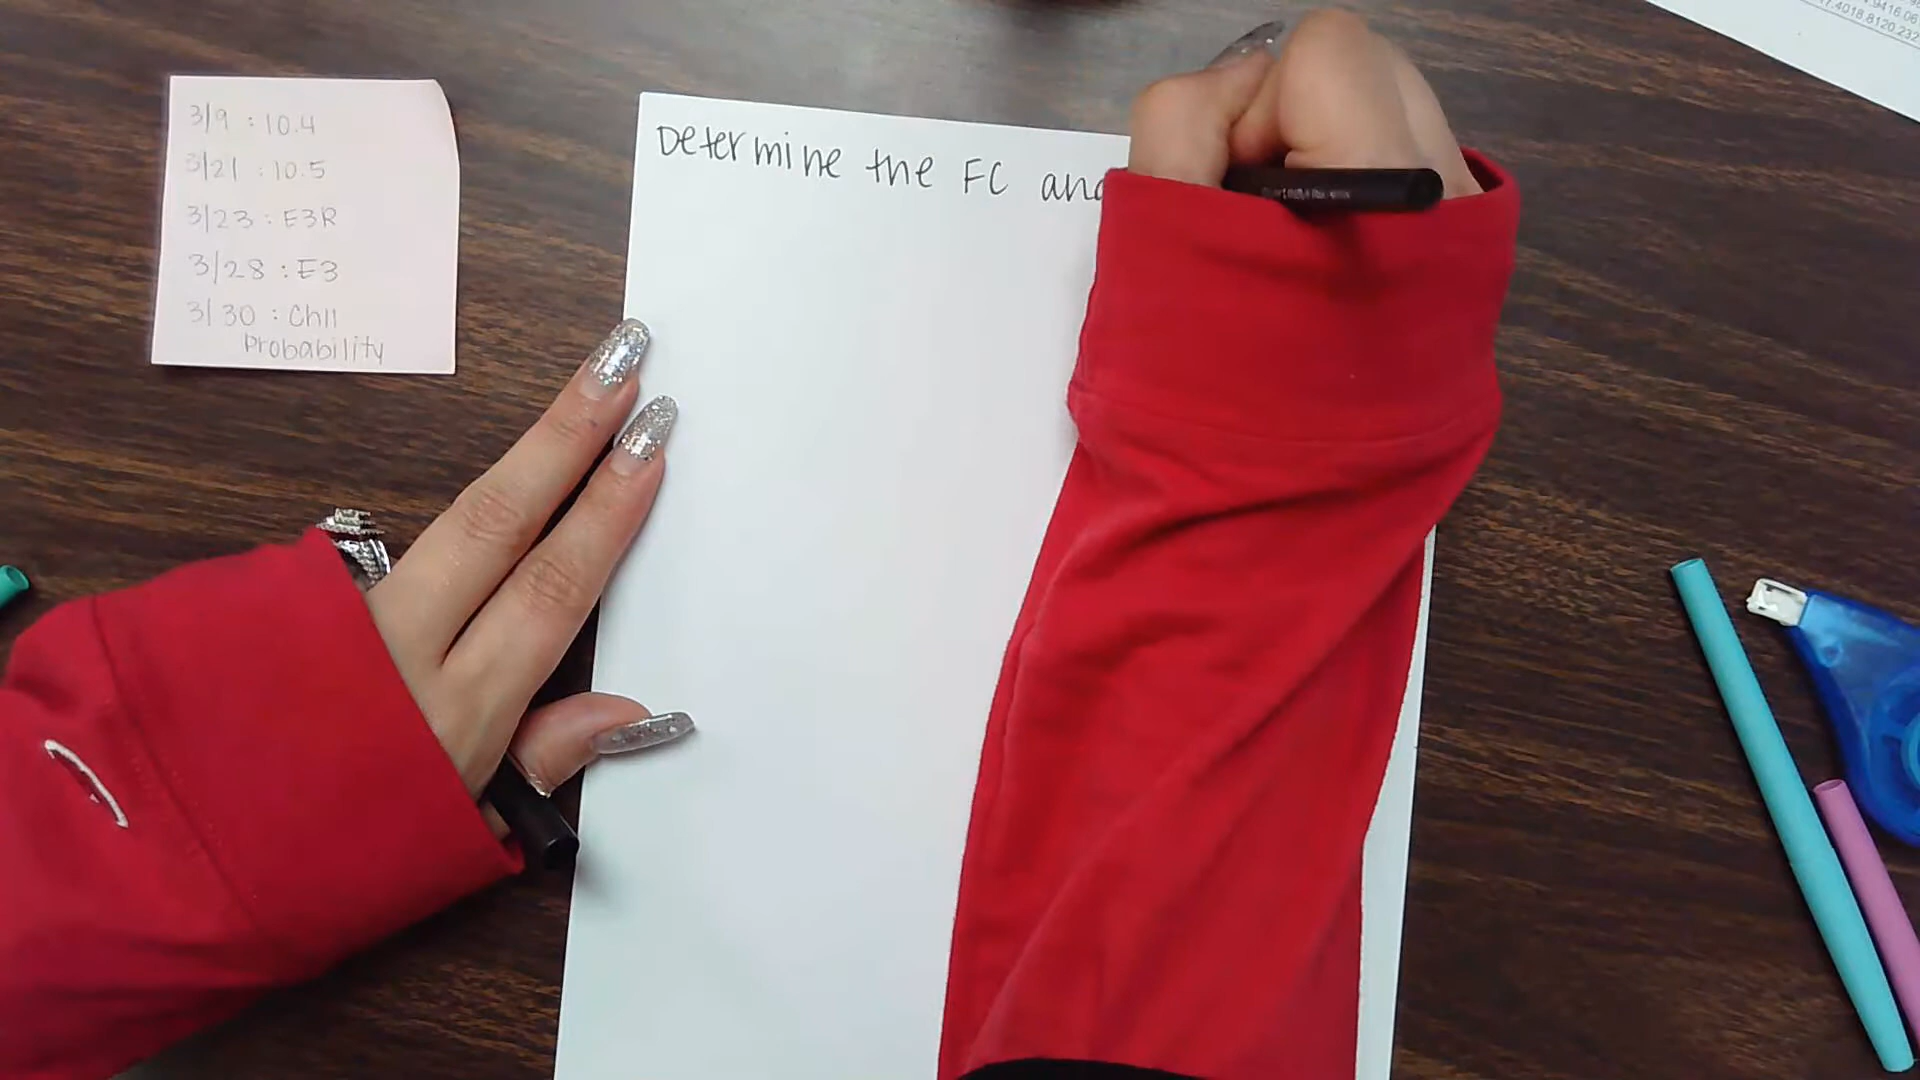 3/9 : 10.4
3/21 : 10.5
3/23 : E3R
3/28 : E3
3/30 : Ch11
Probability
Determine the FC and